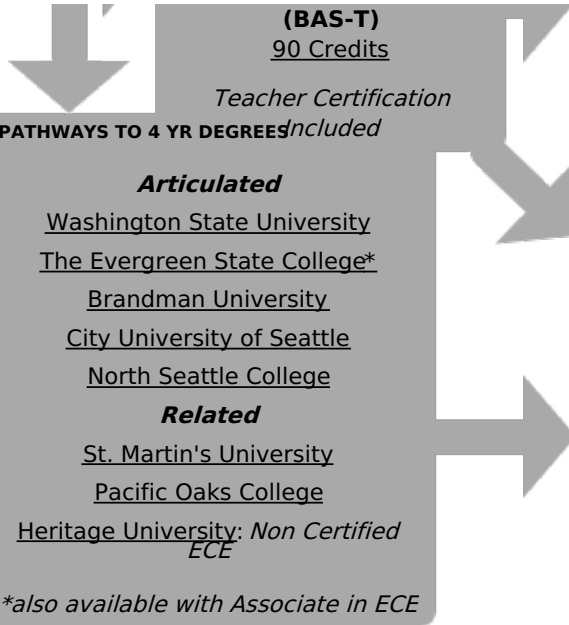 (BAS-T)
90 Credits
Teacher Certification
Included
PATHWAYS TO 4 YR DEGREES
Articulated
Washington State University
The Evergreen State College*
Brandman University
City University of Seattle
North Seattle College
Related
St. Martin's University
Pacific Oaks College
Heritage University: Non Certified
ECE
*also available with Associate in ECE